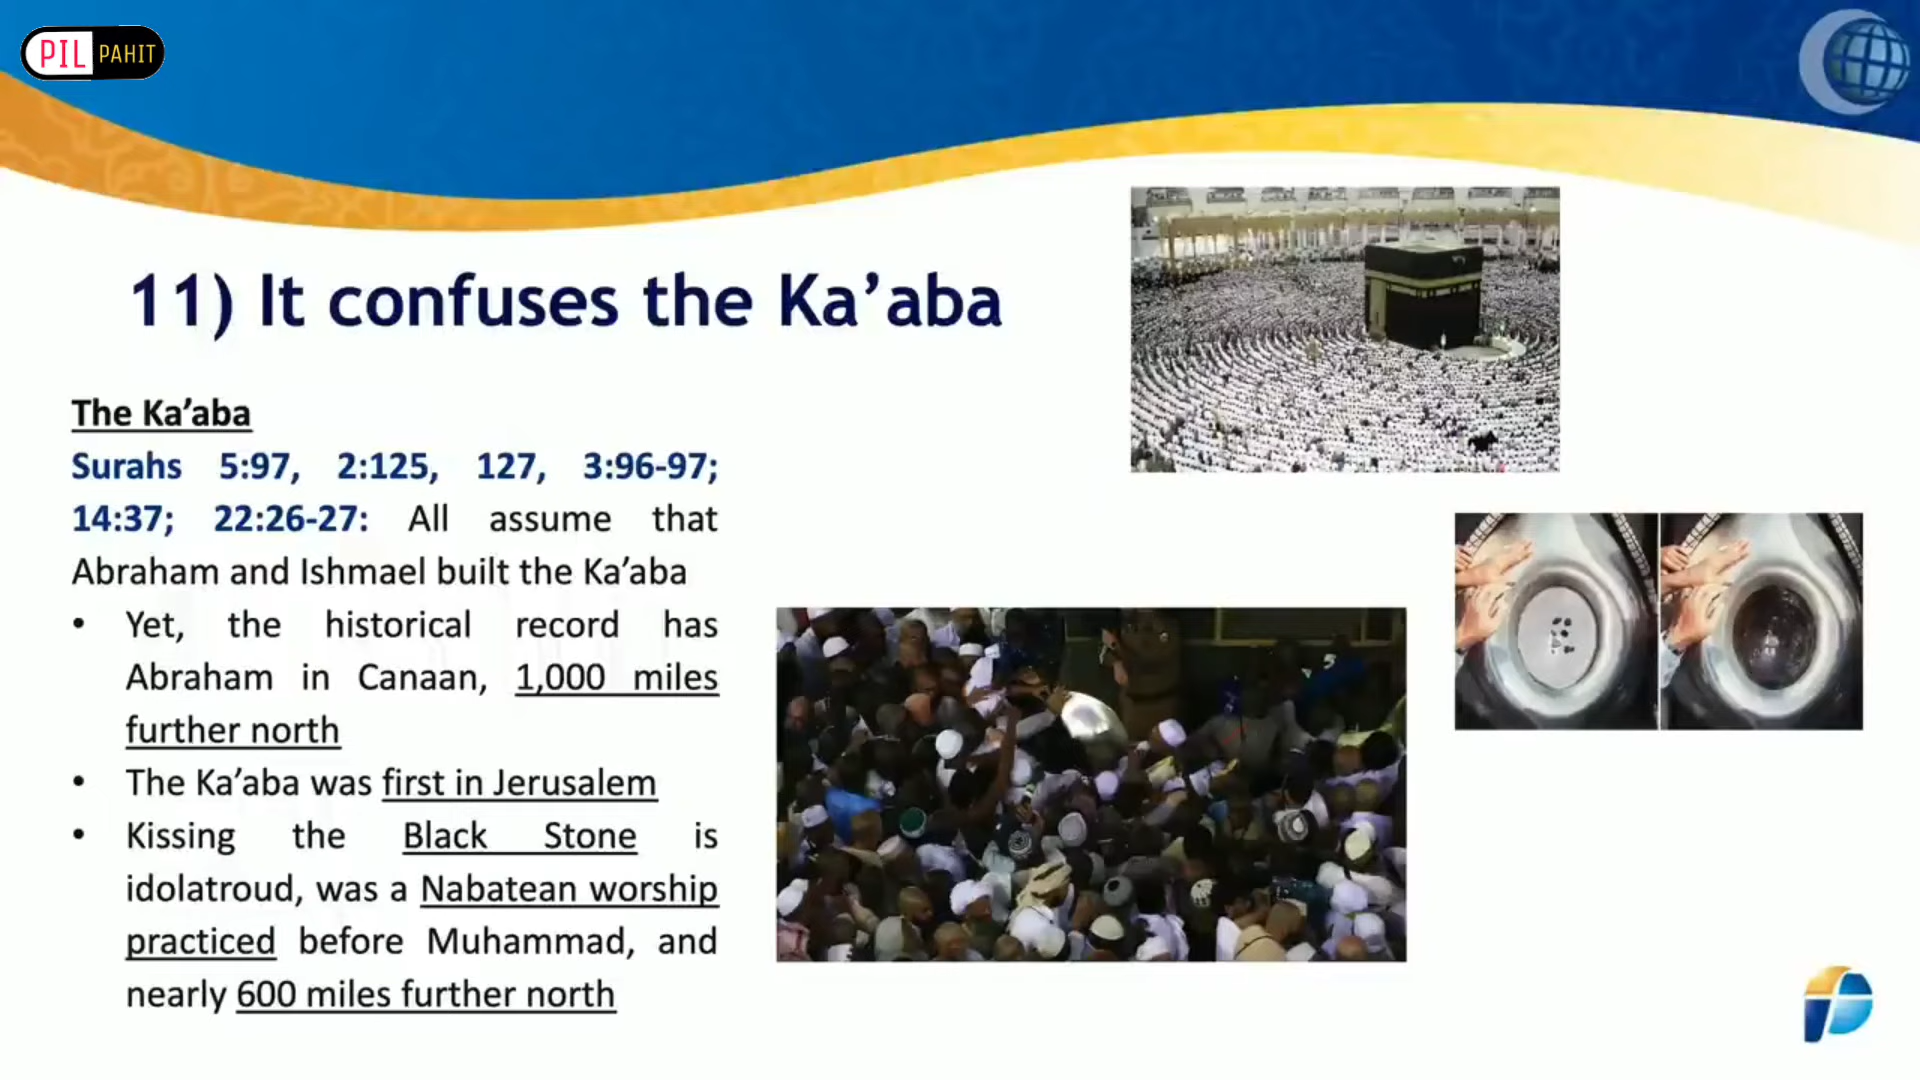 PIL PAHIT
11) It confuses the Ka’aba
The Ka’aba
Surahs 5:97, 2:125, 127, 3:96-97;
14:37; 22:26-27: All assume that
Abraham and Ishmael built the Ka’aba
• Yet, the historical record has
Abraham in Canaan, 1,000 miles
further north
• The Ka’aba was first in Jerusalem
• Kissing the Black Stone is
idolatroud, was a Nabatean worship
practiced before Muhammad, and
nearly 600 miles further north